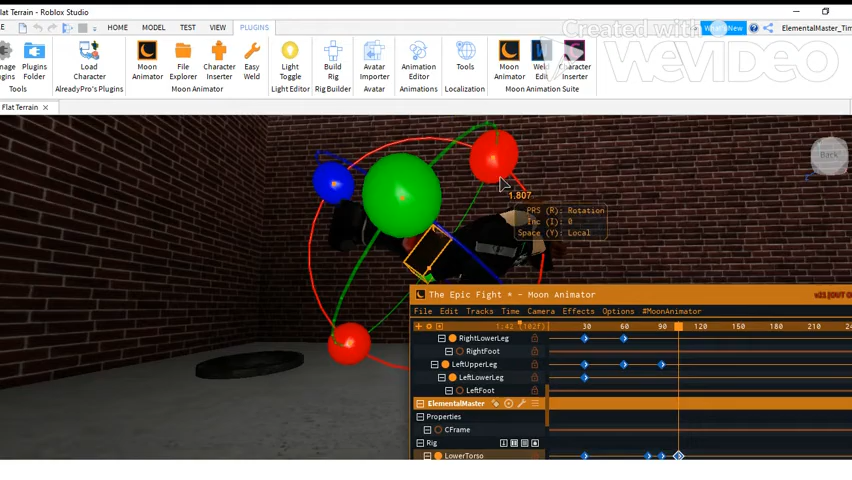 Flat Terrain - Roblox Studio
HOME MODEL TEST VIEW PLUGINS
Created with
WEVIDEO
What's New
ElementalMaster_Tim
Plugins Folder
Load Character
Moon Animator
File Explorer
Character Inserter
Easy Weld
Light Toggle
Build Rig
Avatar Importer
Animation Editor
Tools
Moon Animator
Character Inserter
Tools AlreadyPro's Plugins Moon Animator Light Editor Rig Builder Avatar Animations Localization Moon Animation Suite
Flat Terrain
Back
1.807
PRS (R): Rotation
Inc (I): 0
Space (Y): Local
The Epic Fight * - Moon Animator
File Edit Tracks Time Camera Effects Options #MoonAnimator
1:42 (102F) 30 60 90 120 150 180 210
RightLowerLeg
RightFoot
LeftUpperLeg
LeftLowerLeg
LeftFoot
ElementalMaster
Properties
CFrame
Rig
LowerTorso